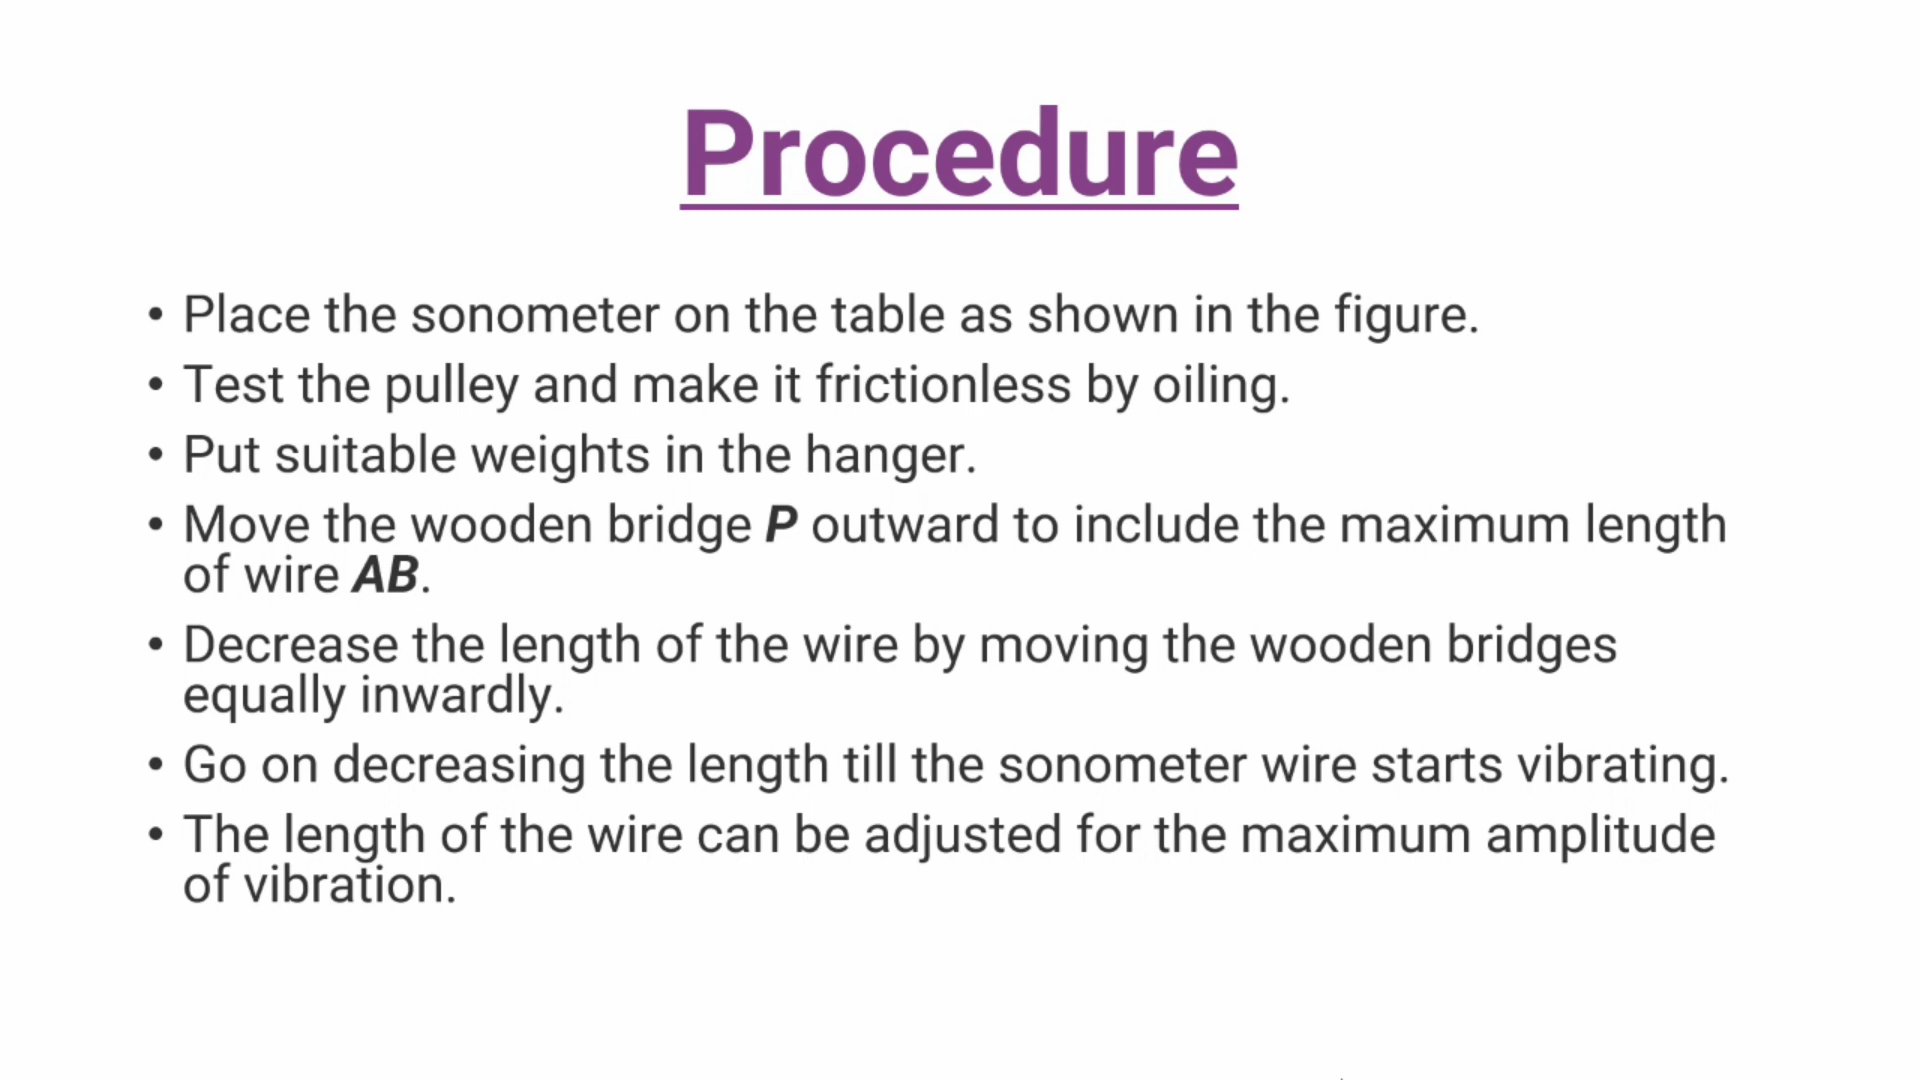 Procedure
• Place the sonometer on the table as shown in the figure.
• Test the pulley and make it frictionless by oiling.
• Put suitable weights in the hanger.
• Move the wooden bridge P outward to include the maximum length
of wire AB.
• Decrease the length of the wire by moving the wooden bridges
equally inwardly.
• Go on decreasing the length till the sonometer wire starts vibrating.
• The length of the wire can be adjusted for the maximum amplitude
of vibration.